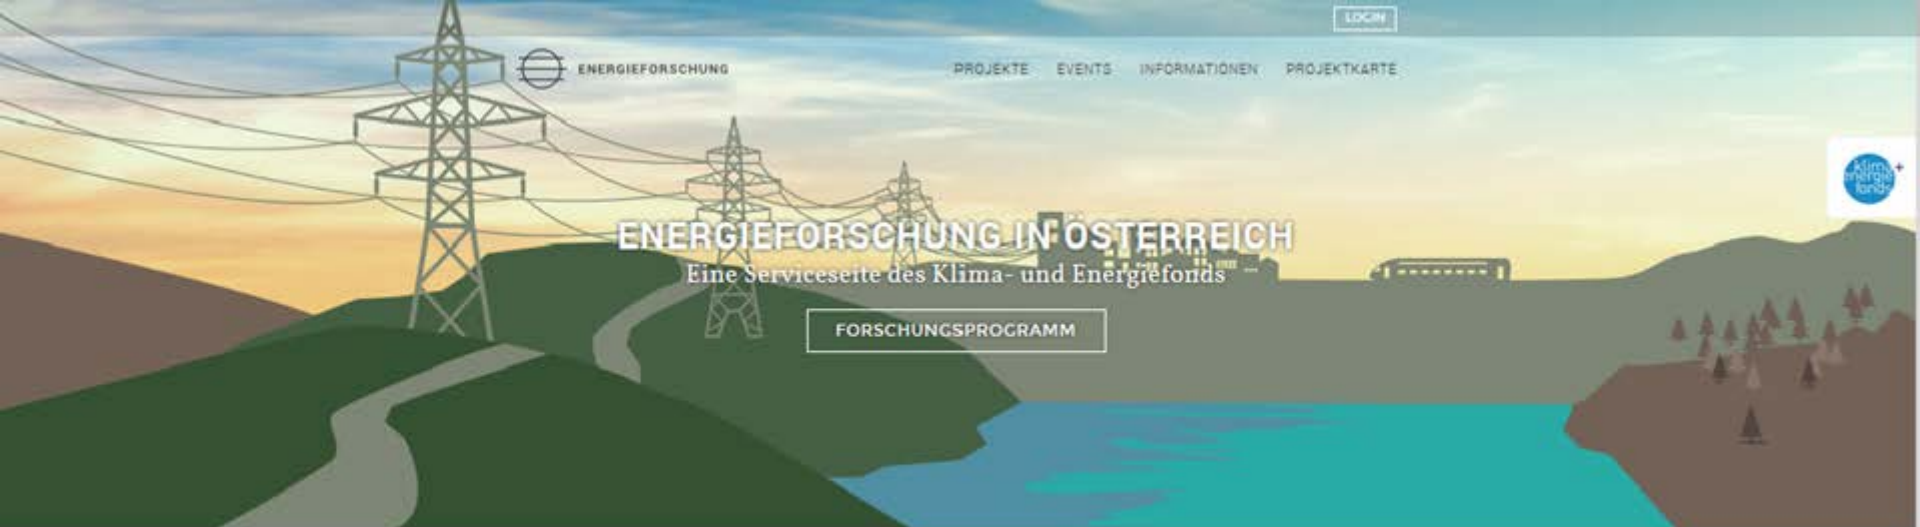 LOGIN
ENERGIEFORSCHUNG
PROJEKTE EVENTS INFORMATIONEN PROJEKTKARTE
klima
energie
fonds
ENERGIEFORSCHUNG IN ÖSTERREICH
Eine Serviceseite des Klima- und Energiefonds
FORSCHUNGSPROGRAMM